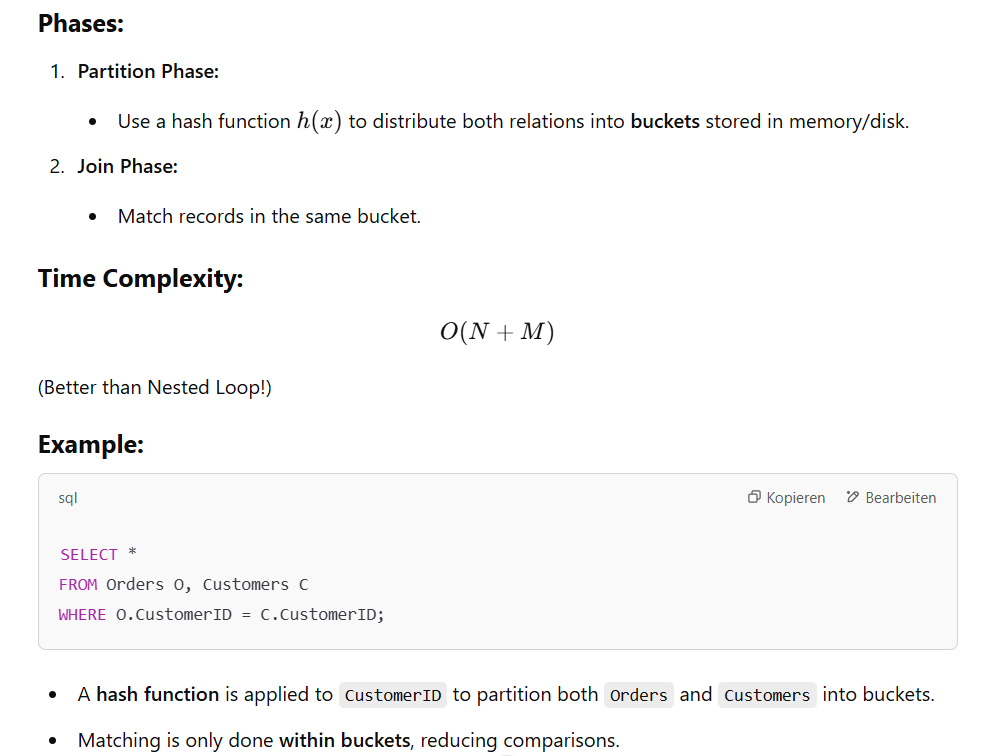 Phases:
1. Partition Phase:
• Use a hash function h(x) to distribute both relations into buckets stored in memory/disk.
2. Join Phase:
• Match records in the same bucket.
Time Complexity:
O(N + M)
(Better than Nested Loop!)
Example:
sql Kopieren Bearbeiten
SELECT *
FROM Orders O, Customers C
WHERE O.CustomerID = C.CustomerID;
• A hash function is applied to CustomerID to partition both Orders and Customers into buckets.
• Matching is only done within buckets, reducing comparisons.